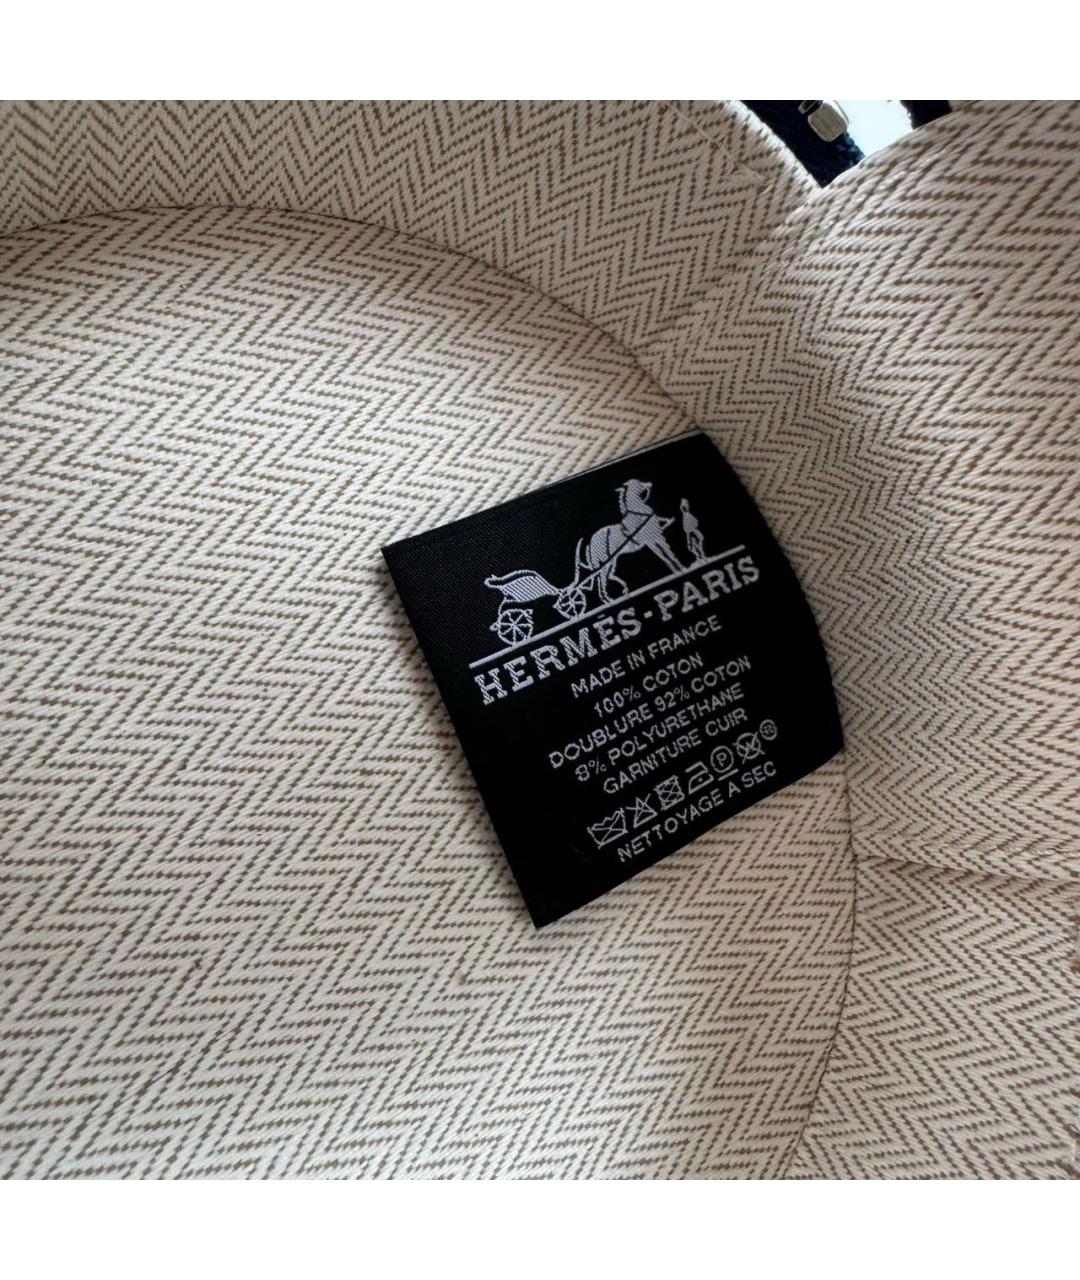 HERMÈS-PARIS
MADE IN FRANCE
100% COTON
DOUBLURE 92% COTON
8% POLYURETHANE
GARNITURE CUIR
NETTOYAGE A SEC